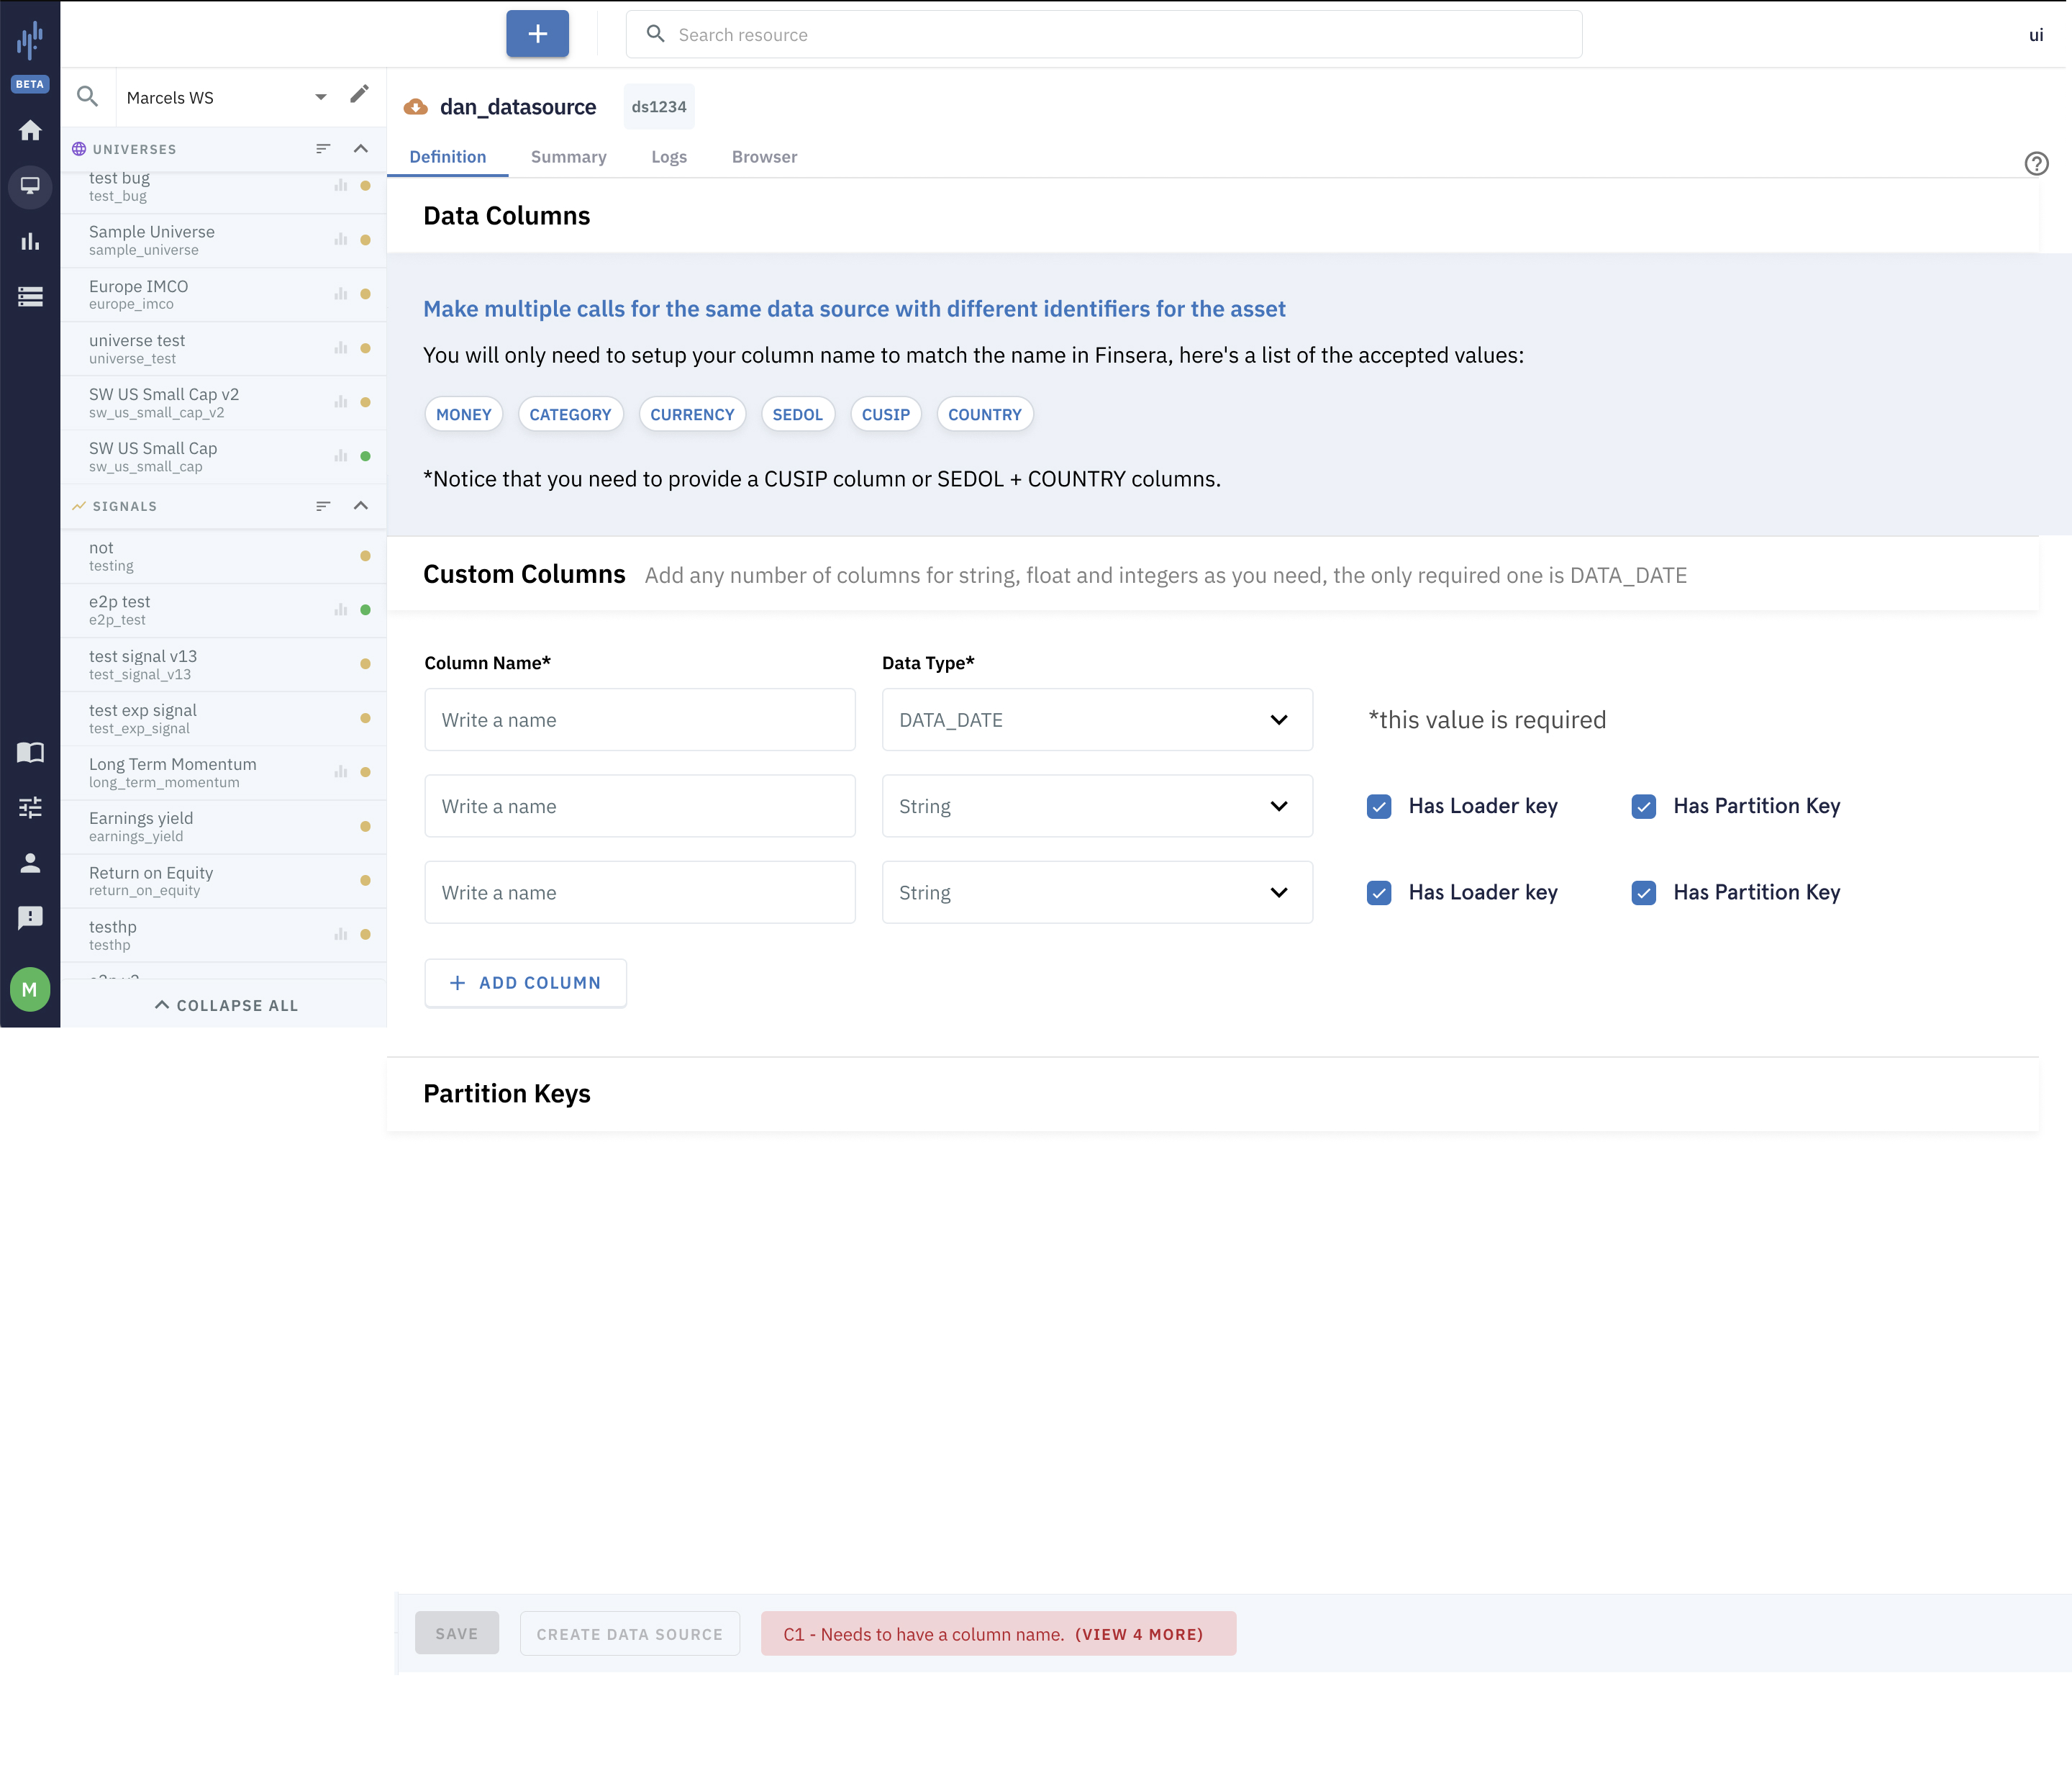 Search resource
ui
BETA
Marcels WS
UNIVERSES
test bug
test_bug
Sample Universe
sample_universe
Europe IMCO
europe_imco
universe test
universe_test
SW US Small Cap v2
sw_us_small_cap_v2
SW US Small Cap
sw_us_small_cap
SIGNALS
not
testing
e2p test
e2p_test
test signal v13
test_signal_v13
test exp signal
test_exp_signal
Long Term Momentum
long_term_momentum
Earnings yield
earnings_yield
Return on Equity
return_on_equity
testhp
testhp
COLLAPSE ALL
M
dan_datasource ds1234
Definition Summary Logs Browser
Data Columns
Make multiple calls for the same data source with different identifiers for the asset
You will only need to setup your column name to match the name in Finsera, here's a list of the accepted values:
MONEY CATEGORY CURRENCY SEDOL CUSIP COUNTRY
*Notice that you need to provide a CUSIP column or SEDOL + COUNTRY columns.
Custom Columns Add any number of columns for string, float and integers as you need, the only required one is DATA_DATE
Column Name* Data Type*
Write a name DATA_DATE *this value is required
Write a name String Has Loader key Has Partition Key
Write a name String Has Loader key Has Partition Key
ADD COLUMN
Partition Keys
SAVE CREATE DATA SOURCE C1 - Needs to have a column name. (VIEW 4 MORE)